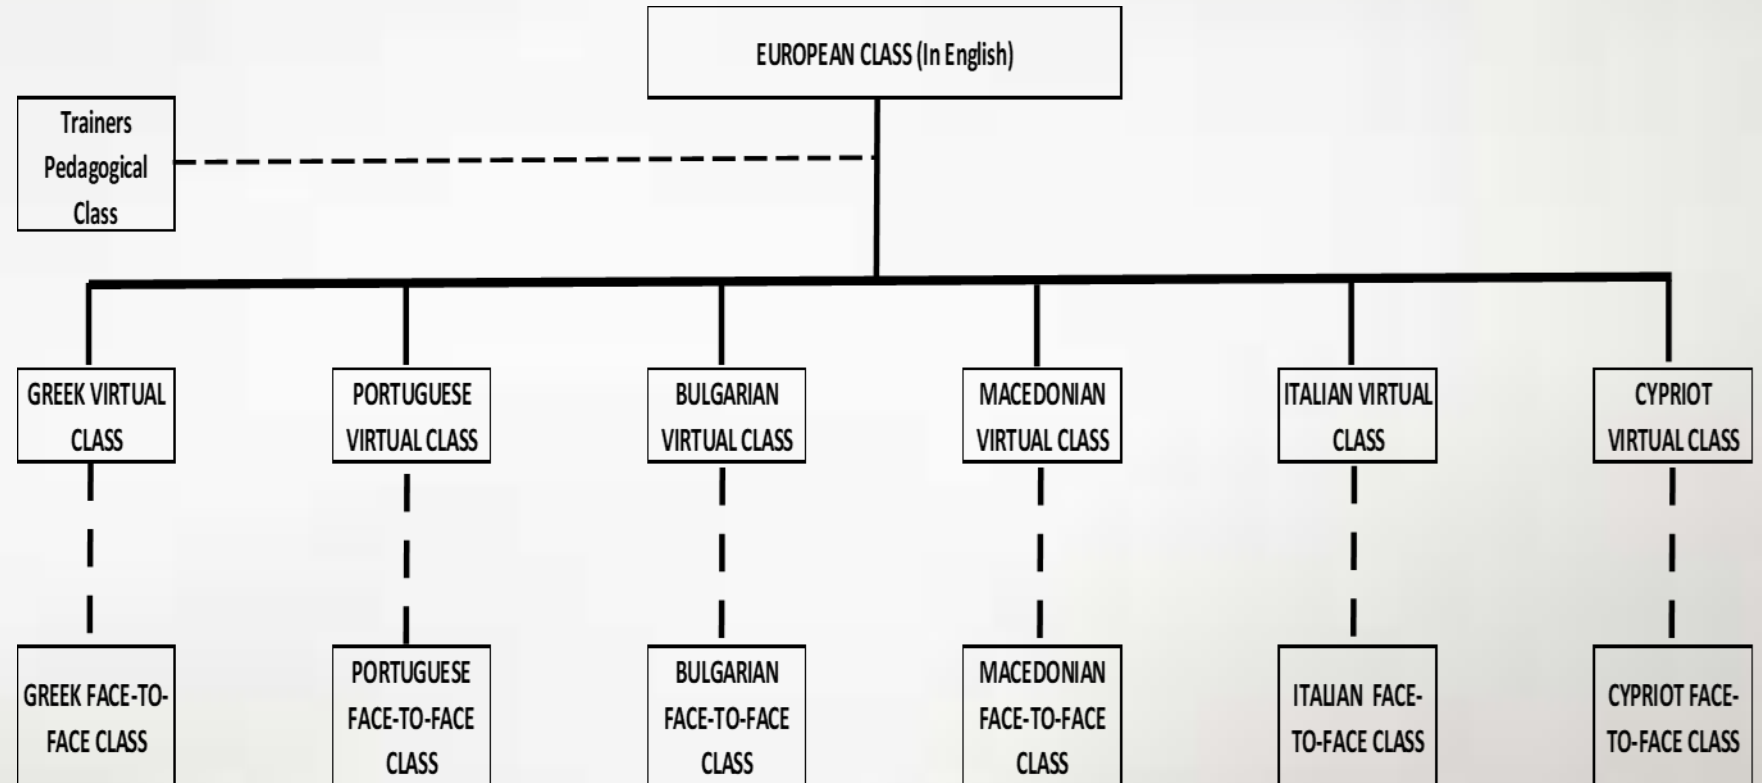 EUROPEAN CLASS (In English)
Trainers
Pedagogical
Class
GREEK VIRTUAL
CLASS
PORTUGUESE
VIRTUAL CLASS
BULGARIAN
VIRTUAL CLASS
MACEDONIAN
VIRTUAL CLASS
ITALIAN VIRTUAL
CLASS
CYPRIOT
VIRTUAL CLASS
GREEK FACE-TO-
FACE CLASS
PORTUGUESE
FACE-TO-FACE
CLASS
BULGARIAN
FACE-TO-FACE
CLASS
MACEDONIAN
FACE-TO-FACE
CLASS
ITALIAN FACE-
TO-FACE CLASS
CYPRIOT FACE-
TO-FACE CLASS